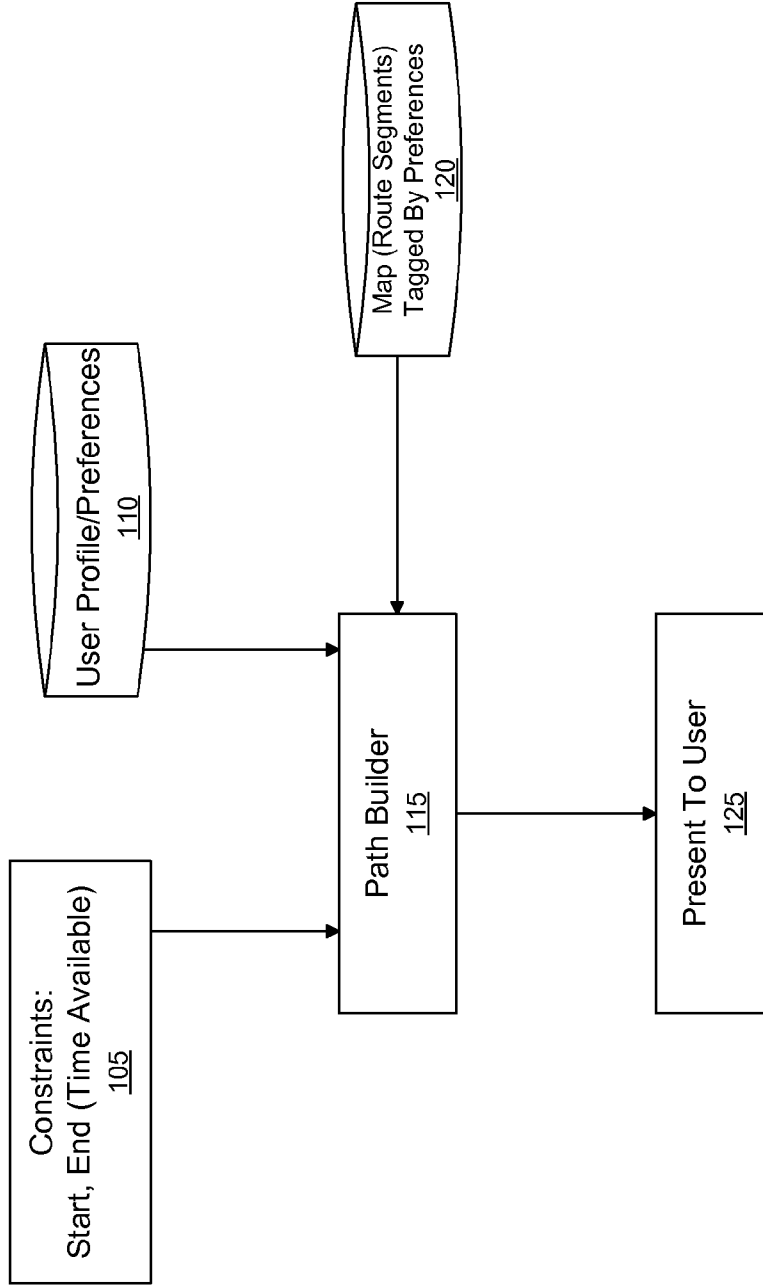 Constraints:
Start, End (Time Available)
105
User Profile/Preferences
110
Path Builder
115
Map (Route Segments)
Tagged By Preferences
120
Present To User
125